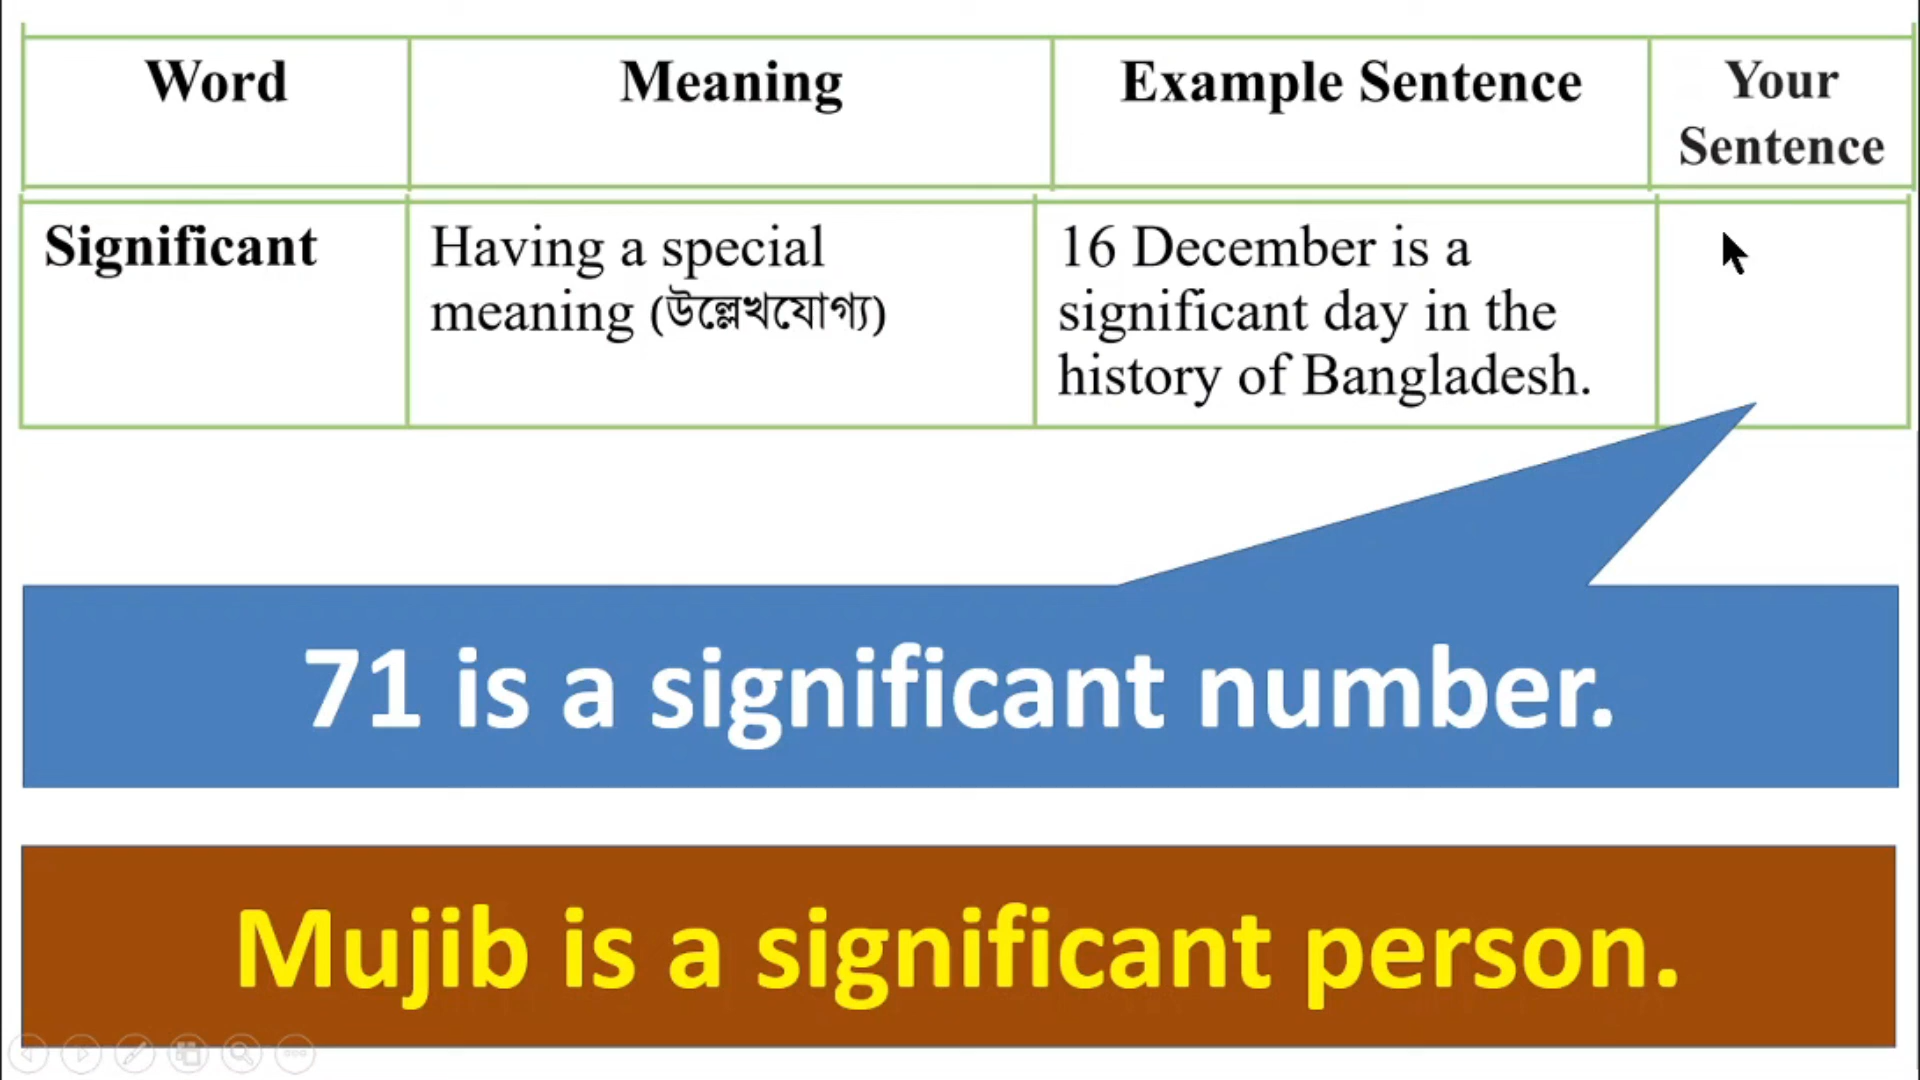 Word
Meaning
Example Sentence
Your
Sentence
Significant
Having a special
meaning (উল্লেখযোগ্য)
16 December is a
significant day in the
history of Bangladesh.
71 is a significant number.
Mujib is a significant person.